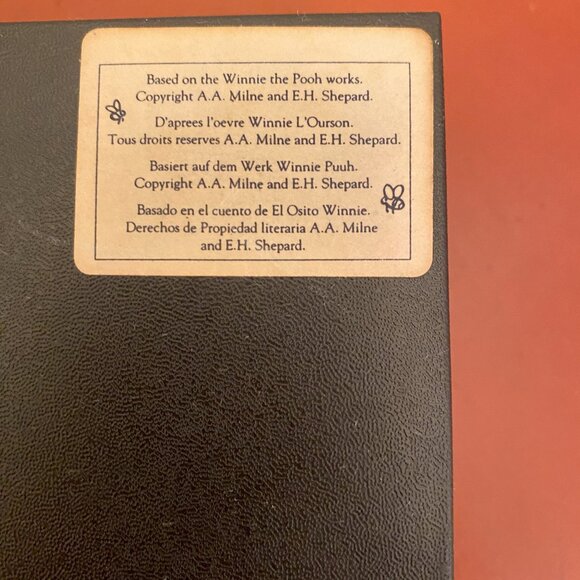 Based on the Winnie the Pooh works.
Copyright A.A. Milne and E.H. Shepard.
D'aprees l'oevre Winnie L'Ourson.
Tous droits reserves A.A. Milne and E.H. Shepard.
Basiert auf dem Werk Winnie Puuh.
Copyright A.A. Milne and E.H. Shepard.
Basado en el cuento de El Osito Winnie.
Derechos de Propiedad literaria A.A. Milne
and E.H. Shepard.